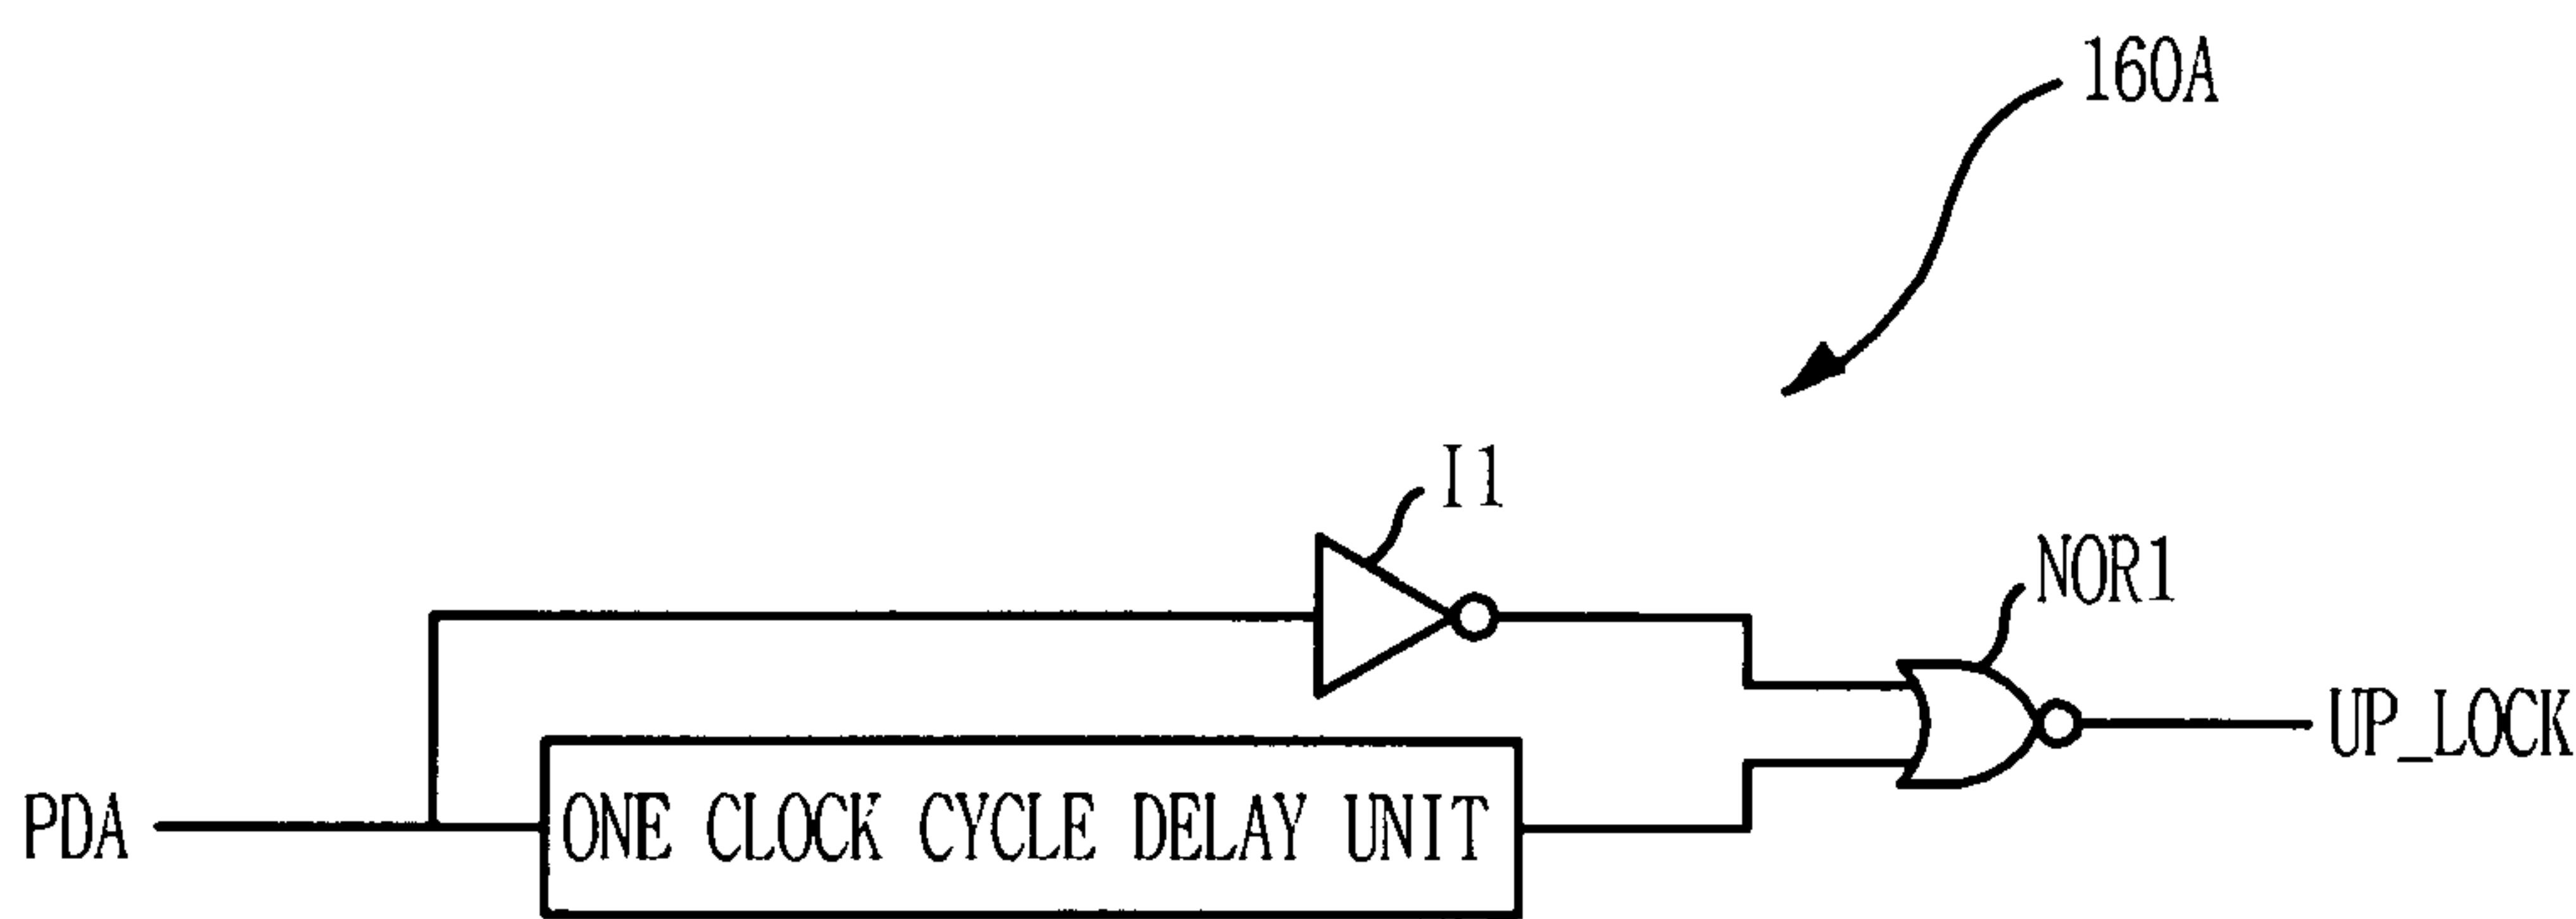 160A
I1
NOR1
UP_LOCK
PDA
ONE CLOCK CYCLE DELAY UNIT